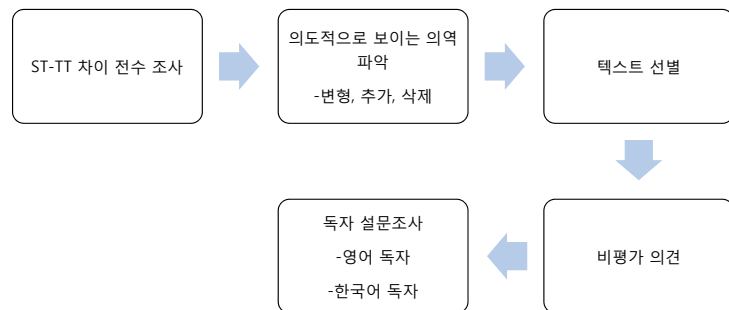 ST-TT 차이 전수 조사
의도적으로 보이는 의역
파악
-변형, 추가, 삭제
텍스트 선별
비평가 의견
독자 설문조사
-영어 독자
-한국어 독자